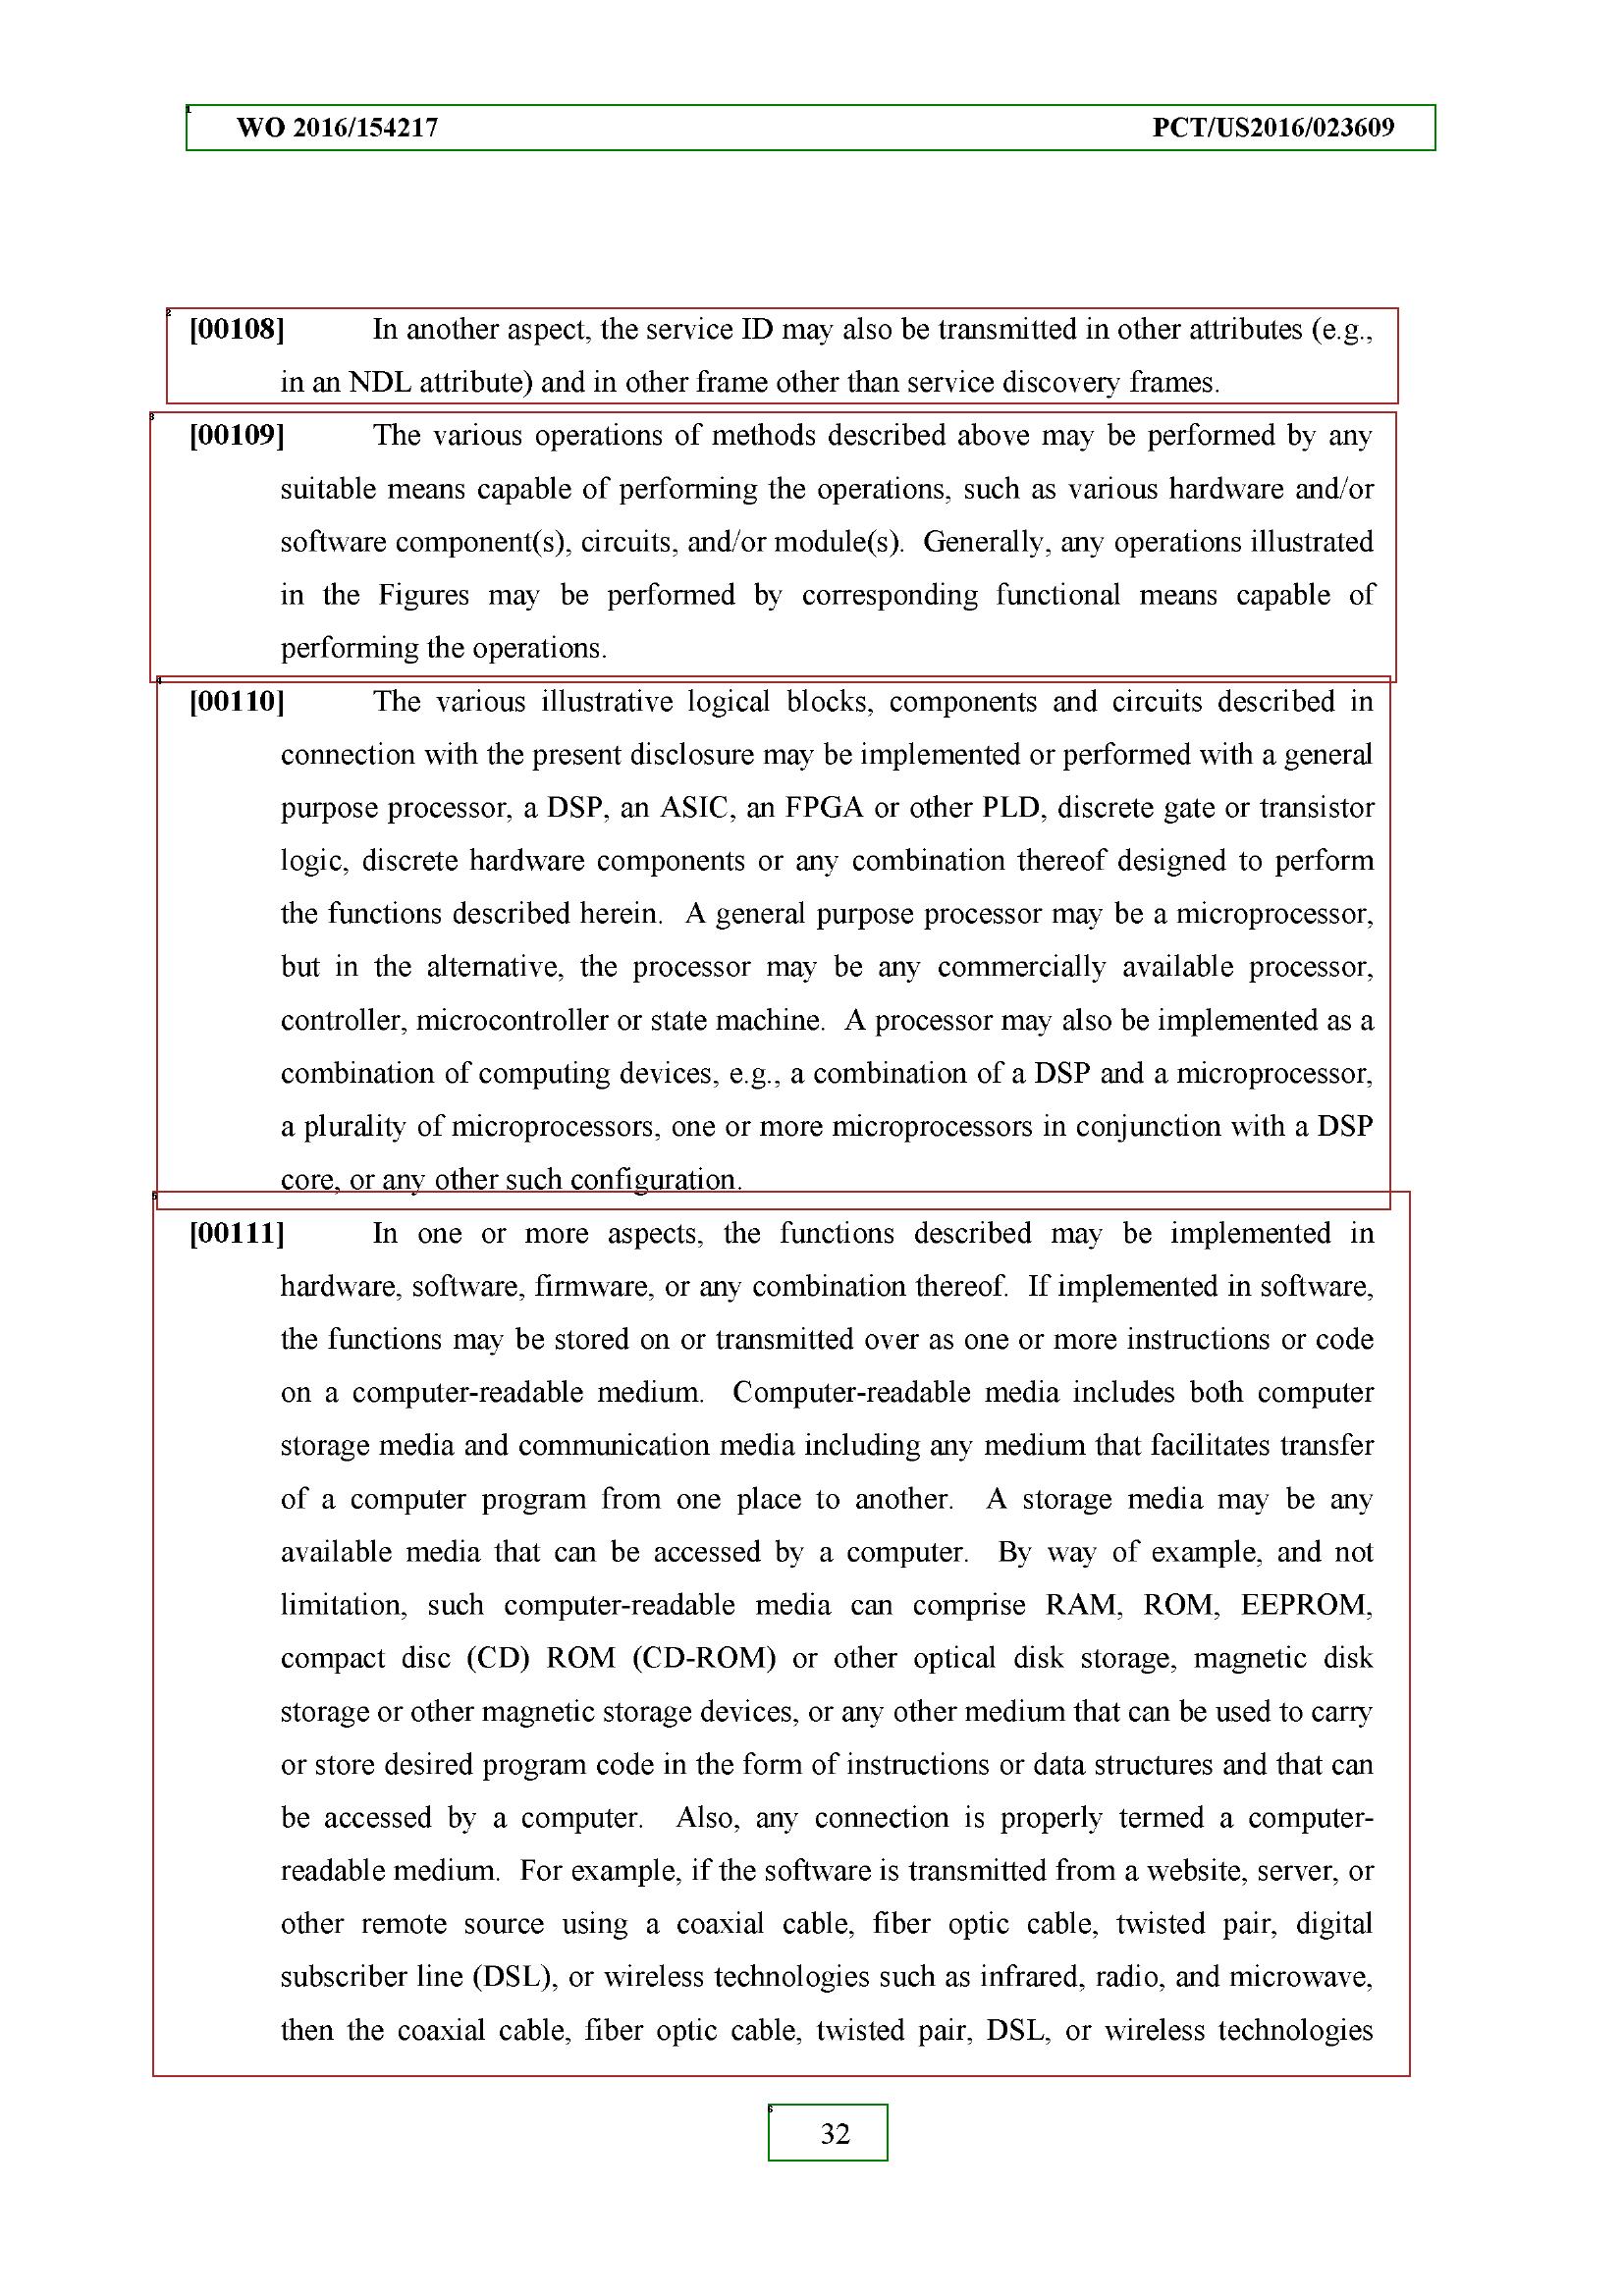 WO 2016/154217 PCT/US2016/023609
[00108] In another aspect, the service ID may also be transmitted in other attributes (e.g.,
in an NDL attribute) and in other frame other than service discovery frames.
[00109] The various operations of methods described above may be performed by any
suitable means capable of performing the operations, such as various hardware and/or
software component(s), circuits, and/or module(s). Generally, any operations illustrated
in the Figures may be performed by corresponding functional means capable of
performing the operations.
[00110] The various illustrative logical blocks, components and circuits described in
connection with the present disclosure may be implemented or performed with a general
purpose processor, a DSP, an ASIC, an FPGA or other PLD, discrete gate or transistor
logic, discrete hardware components or any combination thereof designed to perform
the functions described herein. A general purpose processor may be a microprocessor,
but in the alternative, the processor may be any commercially available processor,
controller, microcontroller or state machine. A processor may also be implemented as a
combination of computing devices, e.g., a combination of a DSP and a microprocessor,
a plurality of microprocessors, one or more microprocessors in conjunction with a DSP
core, or any other such configuration.
[00111] In one or more aspects, the functions described may be implemented in
hardware, software, firmware, or any combination thereof. If implemented in software,
the functions may be stored on or transmitted over as one or more instructions or code
on a computer-readable medium. Computer-readable media includes both computer
storage media and communication media including any medium that facilitates transfer
of a computer program from one place to another. A storage media may be any
available media that can be accessed by a computer. By way of example, and not
limitation, such computer-readable media can comprise RAM, ROM, EEPROM,
compact disc (CD) ROM (CD-ROM) or other optical disk storage, magnetic disk
storage or other magnetic storage devices, or any other medium that can be used to carry
or store desired program code in the form of instructions or data structures and that can
be accessed by a computer. Also, any connection is properly termed a computer-
readable medium. For example, if the software is transmitted from a website, server, or
other remote source using a coaxial cable, fiber optic cable, twisted pair, digital
subscriber line (DSL), or wireless technologies such as infrared, radio, and microwave,
then the coaxial cable, fiber optic cable, twisted pair, DSL, or wireless technologies
32